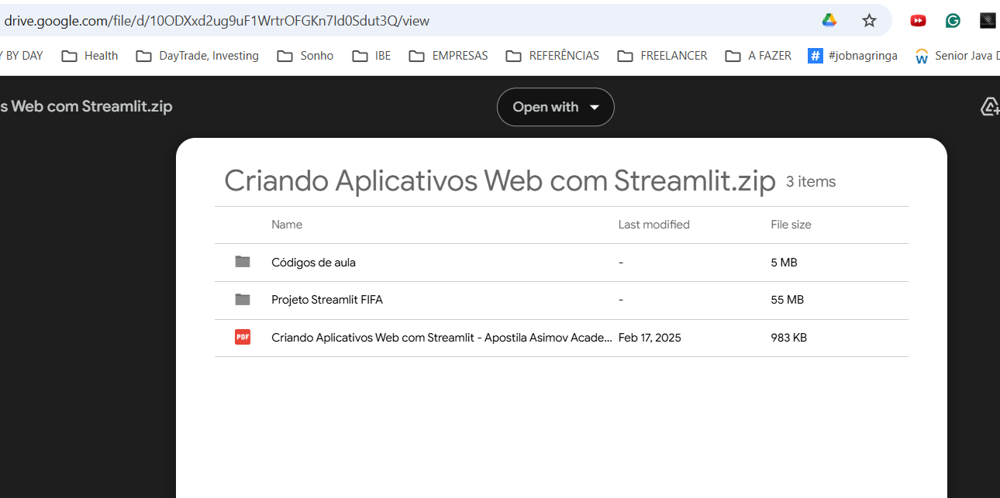 drive.google.com/file/d/10ODXxd2ug9uF1WrtrOFGKn7Id0Sdut3Q/view
Y BY DAY Health DayTrade, Investing Sonho IBE EMPRESAS REFERÊNCIAS FREELANCER A FAZER # #jobnagringa Senior Java D
s Web com Streamlit.zip Open with
Criando Aplicativos Web com Streamlit.zip 3 items
Name Last modified File size
Códigos de aula - 5 MB
Projeto Streamlit FIFA - 55 MB
PDF Criando Aplicativos Web com Streamlit - Apostila Asimov Acade... Feb 17, 2025 983 KB